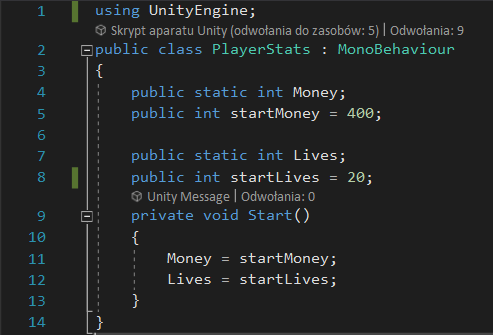 1 using UnityEngine;
Skrypt aparatu Unity (odwołania do zasobów: 5) | Odwołania: 9
2 public class PlayerStats : MonoBehaviour
3 {
4 public static int Money;
5 public int startMoney = 400;
6
7 public static int Lives;
8 public int startLives = 20;
Unity Message | Odwołania: 0
9 private void Start()
10 {
11 Money = startMoney;
12 Lives = startLives;
13 }
14 }